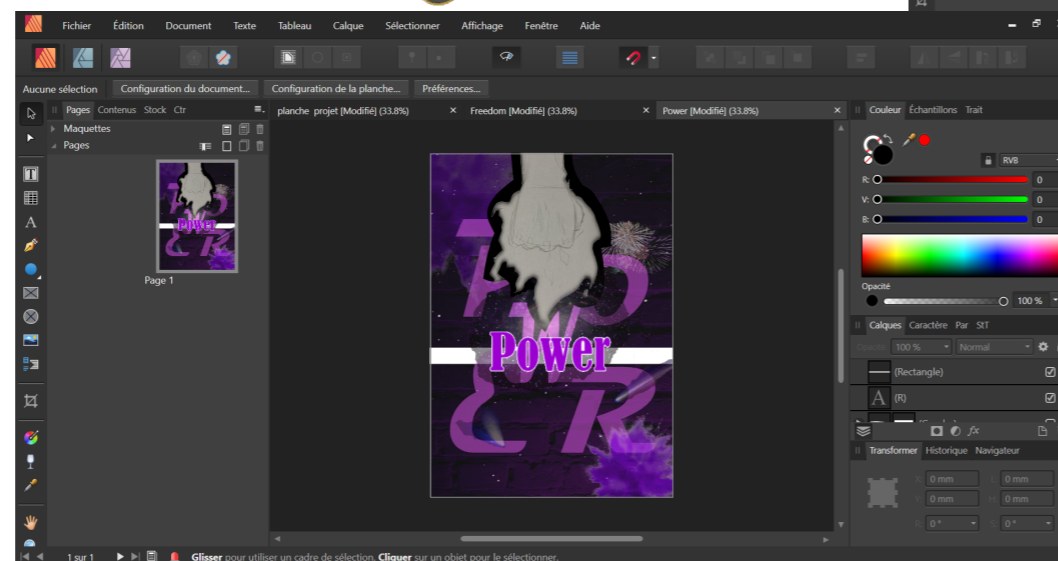 Fichier Édition Document Texte Tableau Calque Sélectionner Affichage Fenêtre Aide
Aucune sélection Configuration du document... Configuration de la planche... Préférences...
Pages Contenus Stock Ctr
planche projet [Modifié] (33.8%) × Freedom [Modifié] (33.8%) × Power [Modifié] (33.8%) ×
Couleur Échantillons Trait
Maquettes
Pages
Page 1
Power
POWER
Power
RVB
R: 0
V: 0
B: 0
Opacité
100 %
Calques Caractère Par StT
Opacité: 100 % Normal
(Rectangle)
A (R)
fx
Transformer Historique Navigateur
X: 0 mm L: 0 mm
Y: 0 mm H: 0 mm
R: 0 ° S: 0 °
1 sur 1 Glisser pour utiliser un cadre de sélection. Cliquer sur un objet pour le sélectionner.